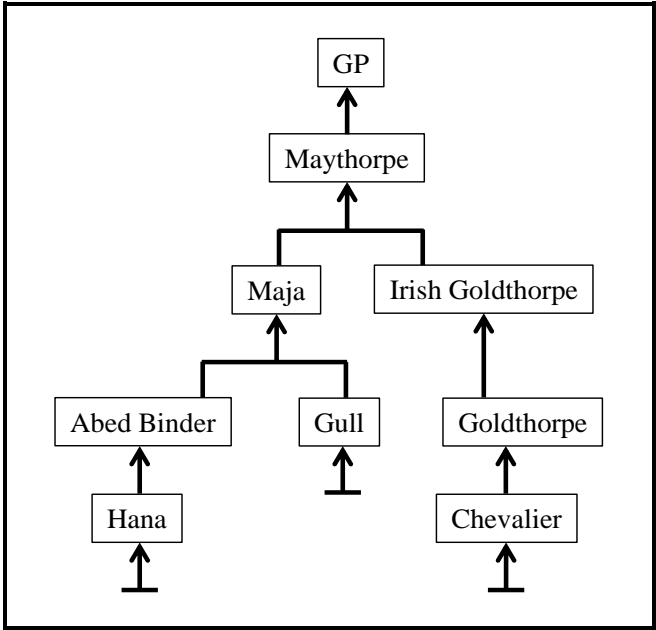 GP
Maythorpe
Maja
Irish Goldthorpe
Abed Binder
Gull
Goldthorpe
Hana
Chevalier